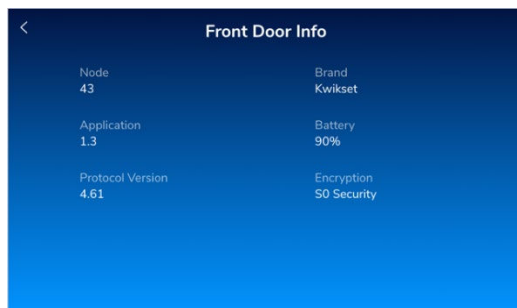 Front Door Info
Node
43
Brand
Kwikset
Application
1.3
Battery
90%
Protocol Version
4.61
Encryption
S0 Security